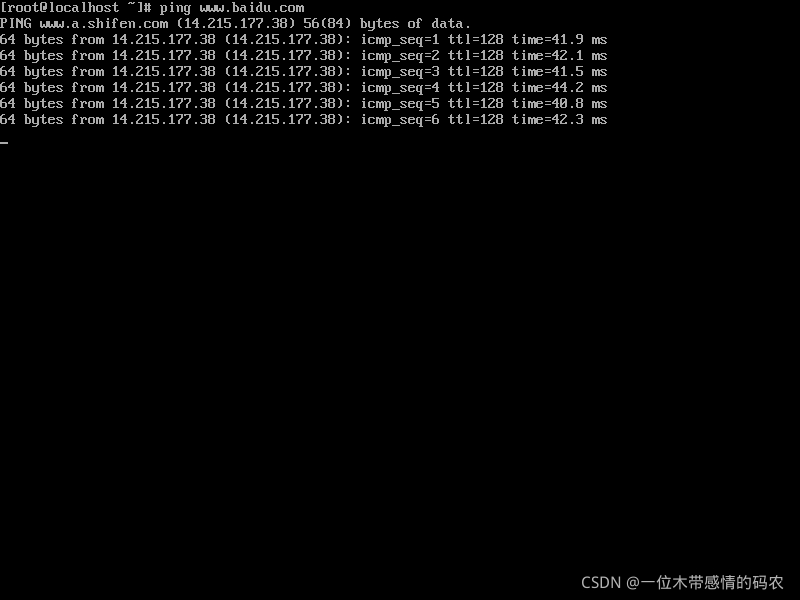 [root@localhost ~]# ping www.baidu.com
PING www.a.shifen.com (14.215.177.38) 56(84) bytes of data.
64 bytes from 14.215.177.38 (14.215.177.38): icmp_seq=1 ttl=128 time=41.9 ms
64 bytes from 14.215.177.38 (14.215.177.38): icmp_seq=2 ttl=128 time=42.1 ms
64 bytes from 14.215.177.38 (14.215.177.38): icmp_seq=3 ttl=128 time=41.5 ms
64 bytes from 14.215.177.38 (14.215.177.38): icmp_seq=4 ttl=128 time=44.2 ms
64 bytes from 14.215.177.38 (14.215.177.38): icmp_seq=5 ttl=128 time=40.8 ms
64 bytes from 14.215.177.38 (14.215.177.38): icmp_seq=6 ttl=128 time=42.3 ms
CSDN @一位木带感情的码农